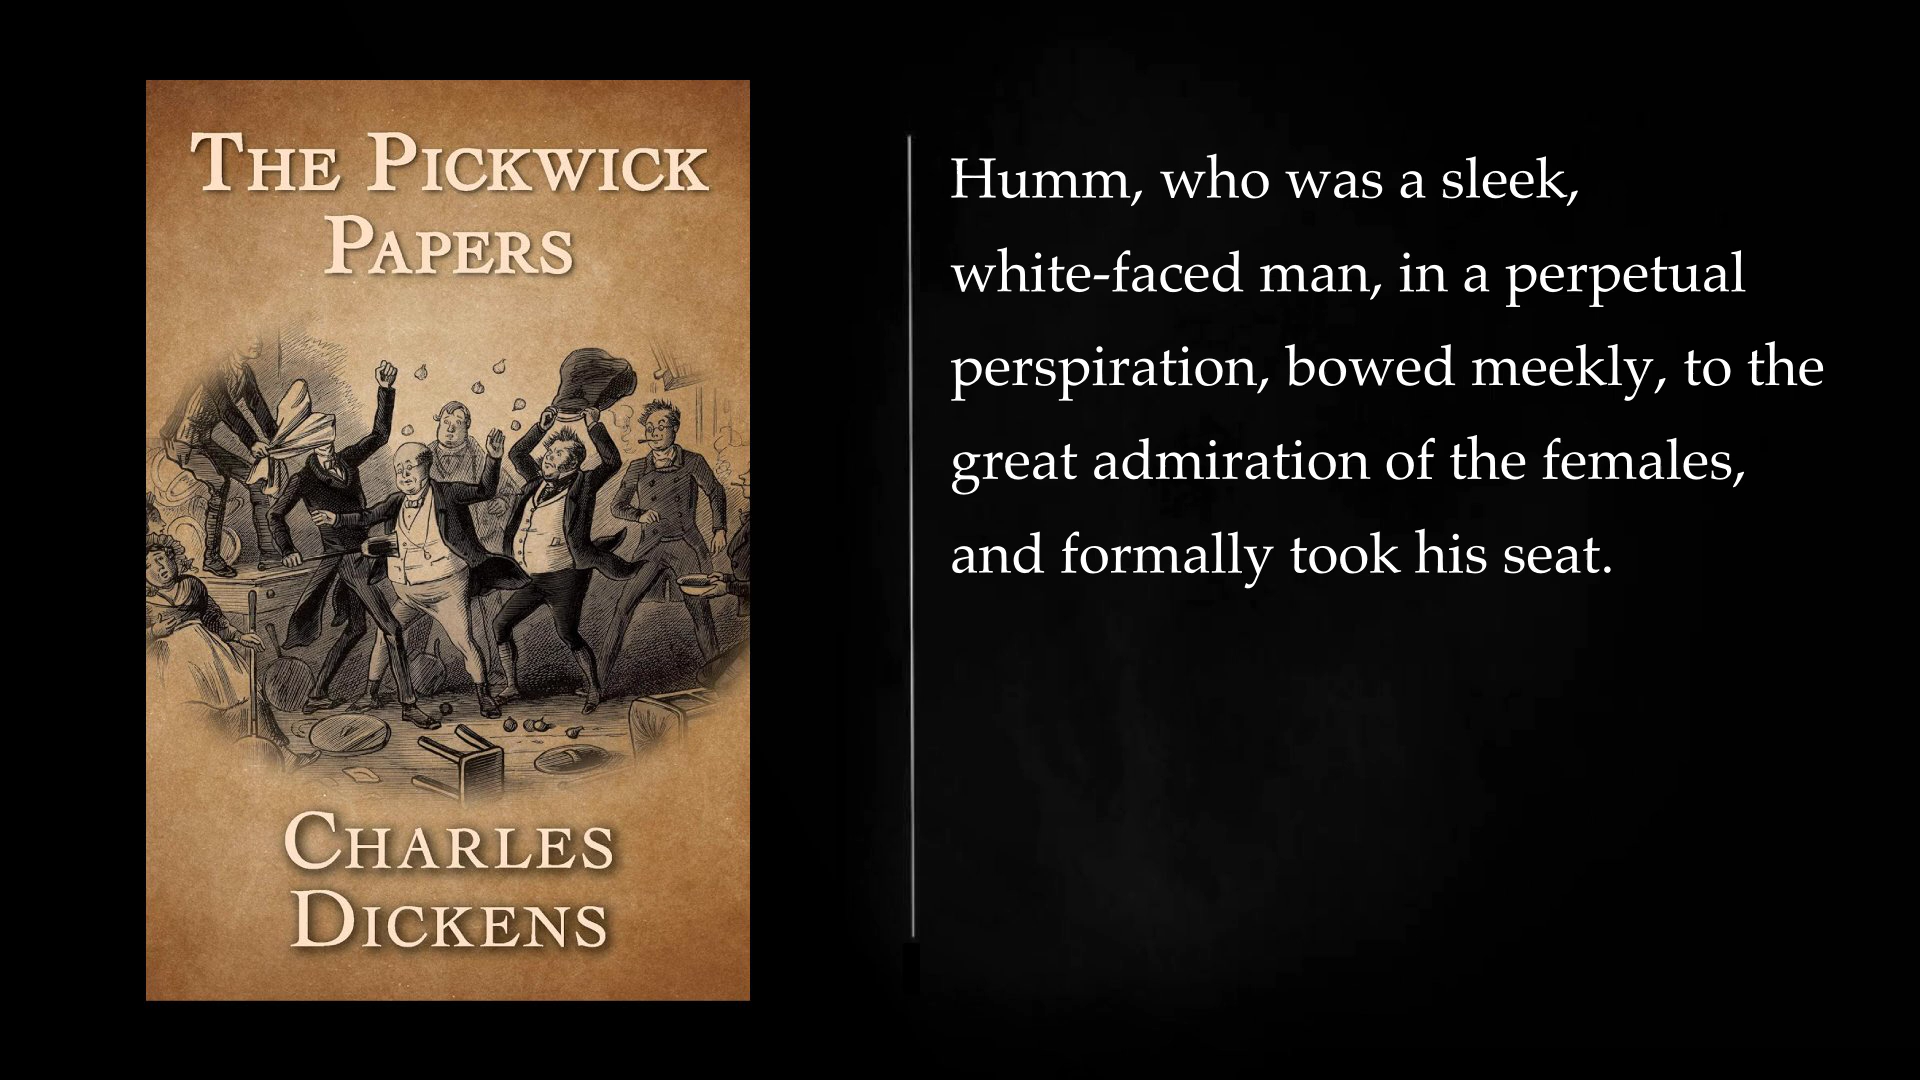 The Pickwick
Papers
Charles
Dickens
Humm, who was a sleek,
white-faced man, in a perpetual
perspiration, bowed meekly, to the
great admiration of the females,
and formally took his seat.